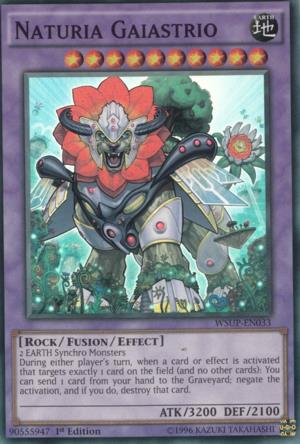 NATURIA GAIASTRIO
EARTH
地
WSUP-EN033
[ROCK/FUSION/EFFECT]
2 EARTH Synchro Monsters
During either player's turn, when a card or effect is activated
that targets exactly 1 card on the field (and no other cards): You
can send 1 card from your hand to the Graveyard; negate the
activation, and if you do, destroy that card.
ATK/3200 DEF/2100
90555947 1st Edition ©1996 KAZUKI TAKAHASHI